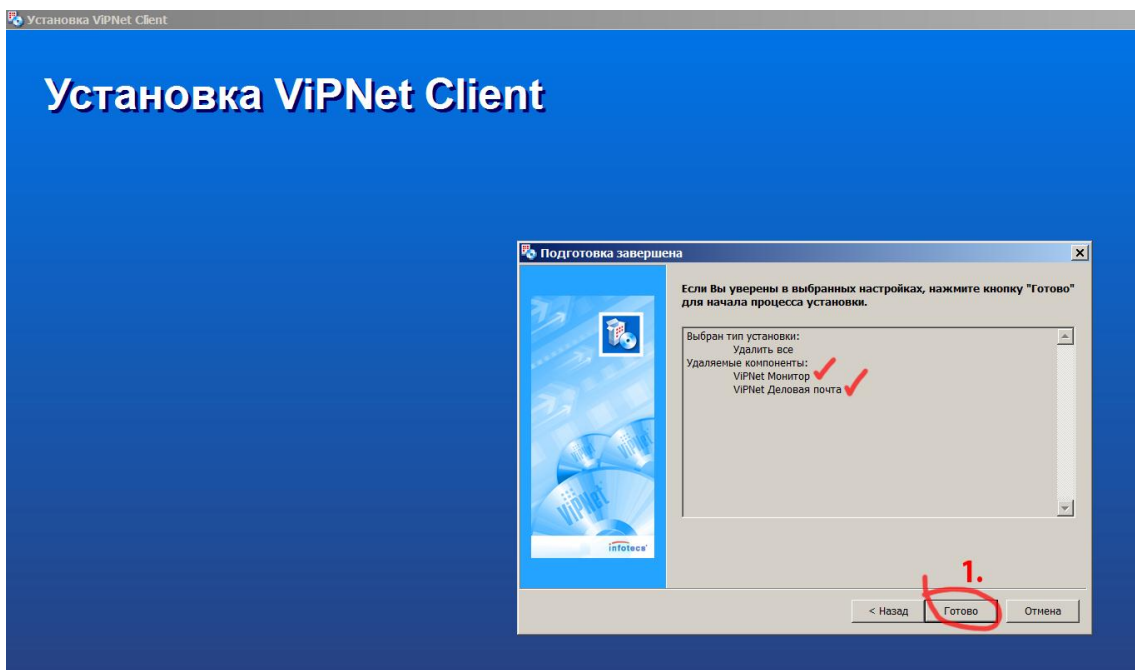 Установка ViPNet Client
Установка ViPNet Client
Подготовка завершена
Если Вы уверены в выбранных настройках, нажмите кнопку "Готово"
для начала процесса установки.
Выбран тип установки:
Удалить все
Удаляемые компоненты:
ViPNet Монитор
ViPNet Деловая почта
ViPNet
ViPNet
ViPNet
infotecs
1.
< Назад
Готово
Отмена